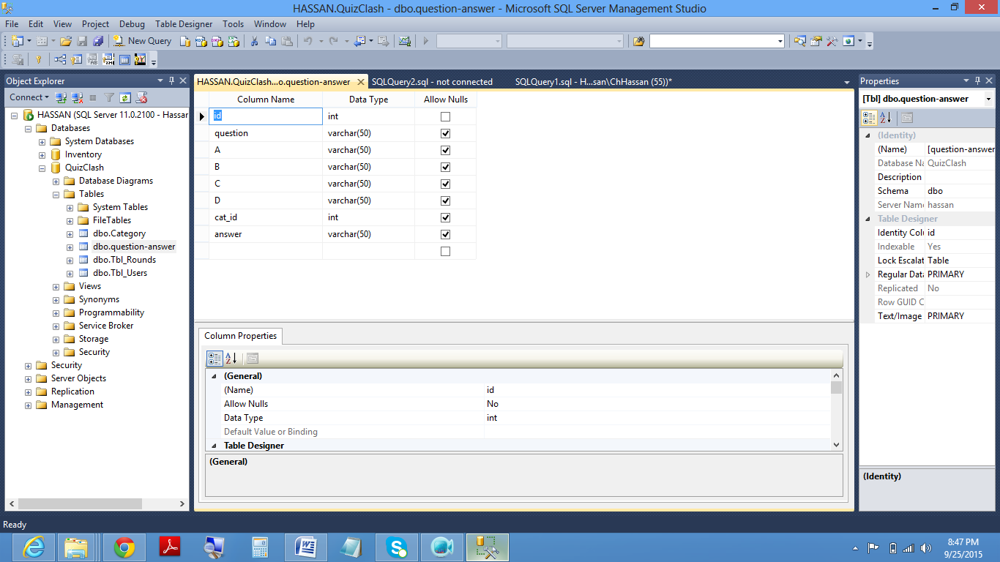 HASSAN.QuizClash - dbo.question-answer - Microsoft SQL Server Management Studio
File Edit View Project Debug Table Designer Tools Window Help
New Query
Object Explorer
Connect
HASSAN (SQL Server 11.0.2100 - Hassar
Databases
System Databases
Inventory
QuizClash
Database Diagrams
Tables
System Tables
FileTables
dbo.Category
dbo.question-answer
dbo.Tbl_Rounds
dbo.Tbl_Users
Views
Synonyms
Programmability
Service Broker
Storage
Security
Security
Server Objects
Replication
Management
HASSAN.QuizClash...o.question-answer SQLQuery2.sql - not connected SQLQuery1.sql - H...san\ChHassan (55))*
Column Name Data Type Allow Nulls
id int
question varchar(50)
A varchar(50)
B varchar(50)
C varchar(50)
D varchar(50)
cat_id int
answer varchar(50)
Column Properties
(General)
(Name) id
Allow Nulls No
Data Type int
Default Value or Binding
Table Designer
(General)
Properties
[Tbl] dbo.question-answer
(Identity)
(Name) [question-answer
Database Na QuizClash
Description
Schema dbo
Server Name hassan
Table Designer
Identity Colu id
Indexable Yes
Lock Escalat Table
Regular Data PRIMARY
Replicated No
Row GUID C
Text/Image PRIMARY
(Identity)
Ready
8:47 PM
9/25/2015